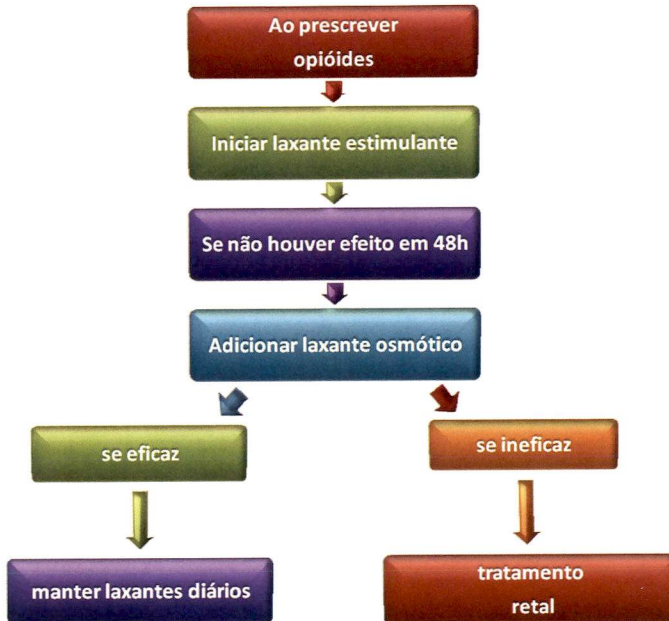 Ao prescrever
opióides
Iniciar laxante estimulante
Se não houver efeito em 48h
Adicionar laxante osmótico
se eficaz
se ineficaz
manter laxantes diários
tratamento
retal